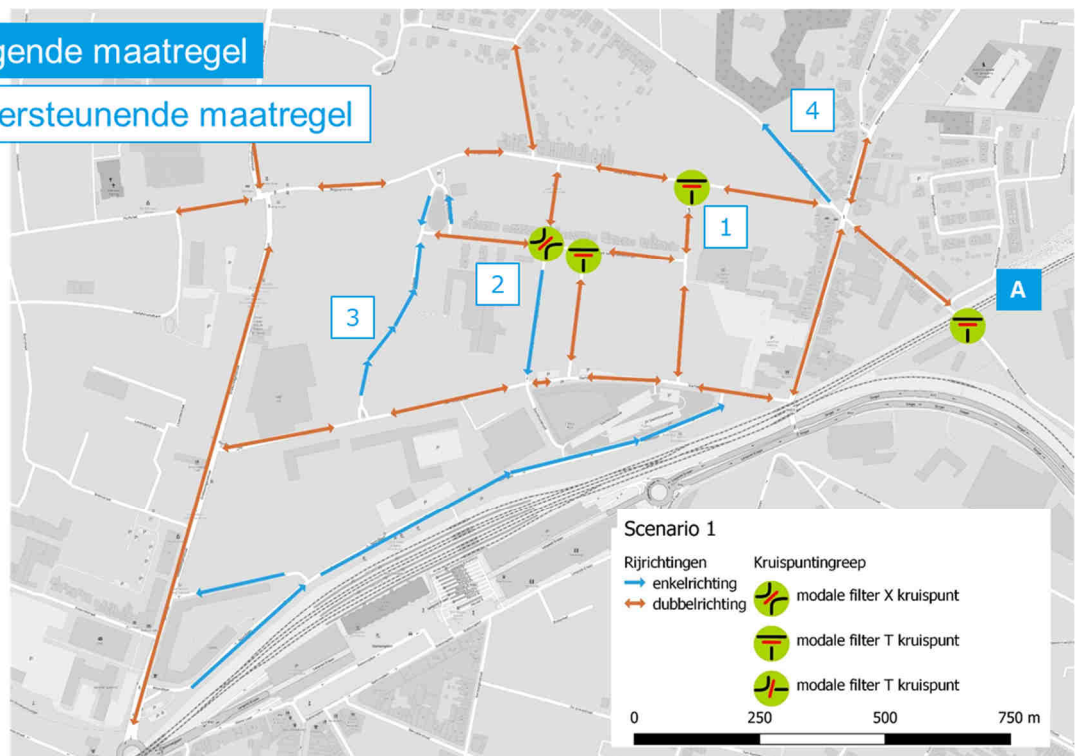 gende maatregel
ersteunende maatregel
4
1
2
3
A
Scenario 1
Rijrichtingen
enkelrichting
dubbelrichting
Kruispuntingreep
modale filter X kruispunt
modale filter T kruispunt
modale filter T kruispunt
0 250 500 750 m